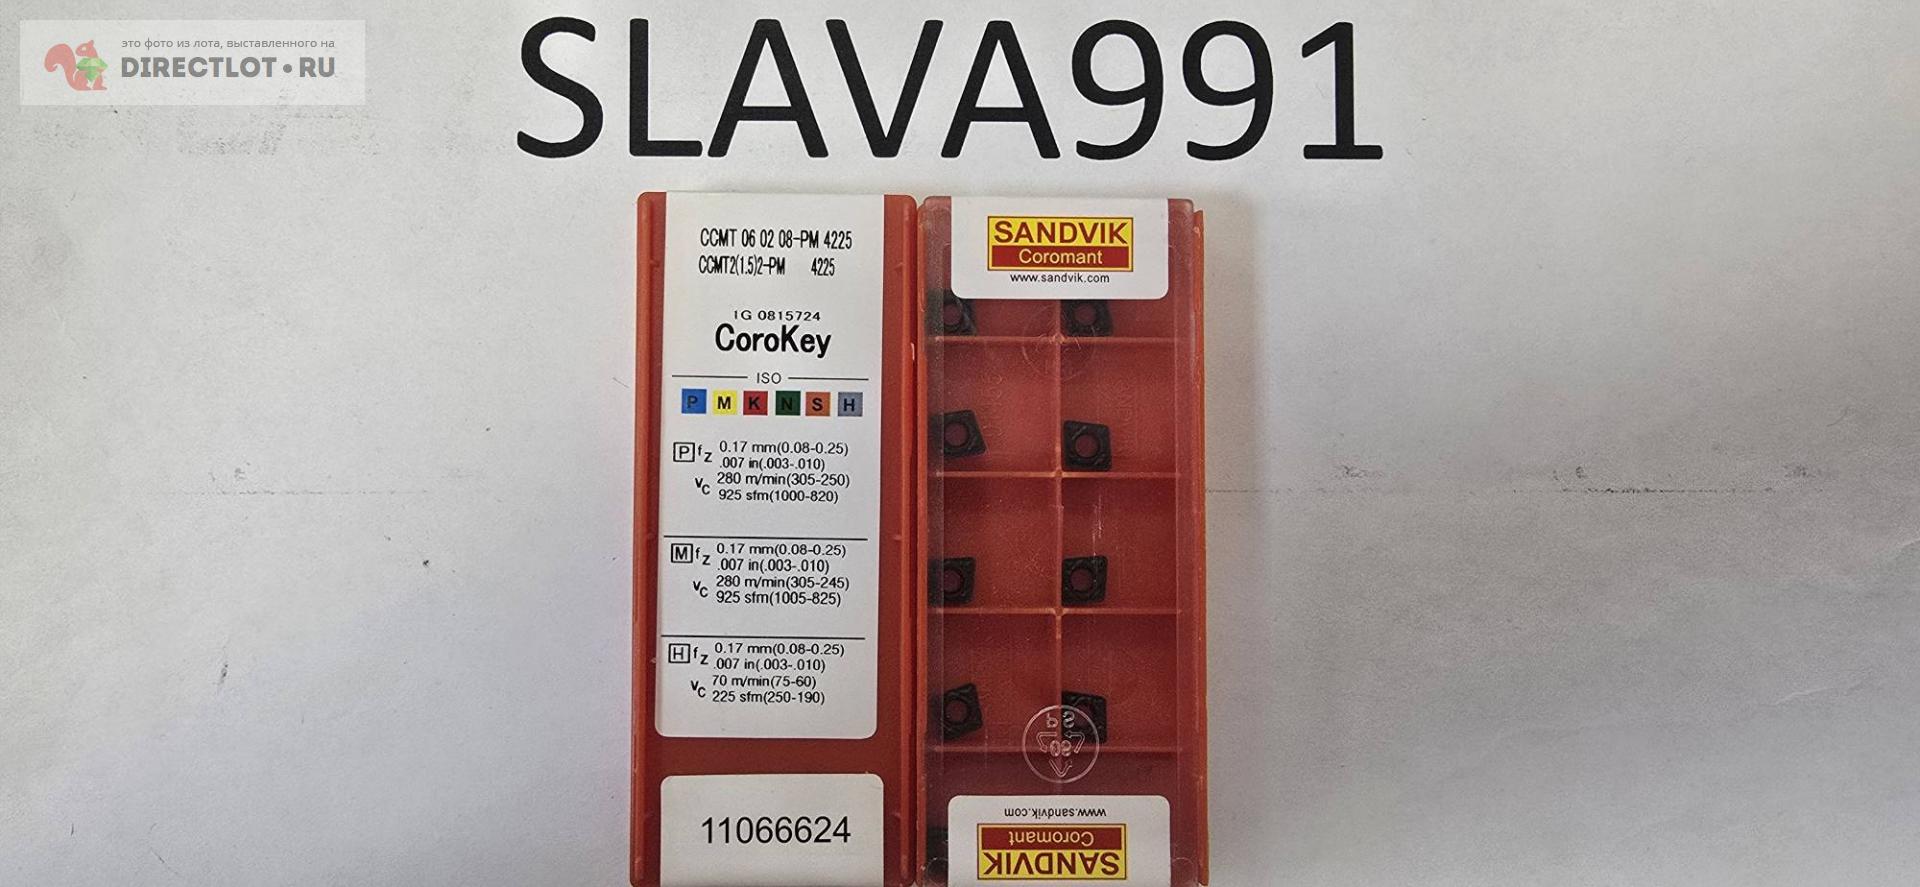 это фото из лота, выставленного на
DIRECTLOT•RU
SLAVA991
CCMT 06 02 08-PM 4225
CCMT2(1.5)2-PM 4225
1G 0815724
CoroKey
ISO
P M K N S H
P fz 0.17 mm(0.08-0.25)
.007 in(.003-.010)
vc 280 m/min(305-250)
925 sfm(1000-820)
M fz 0.17 mm(0.08-0.25)
.007 in(.003-.010)
vc 280 m/min(305-245)
925 sfm(1005-825)
H fz 0.17 mm(0.08-0.25)
.007 in(.003-.010)
vc 70 m/min(75-60)
225 sfm(250-190)
11066624
SANDVIK
Coromant
www.sandvik.com
PS
www.sandvik.com
Coromant
SANDVIK